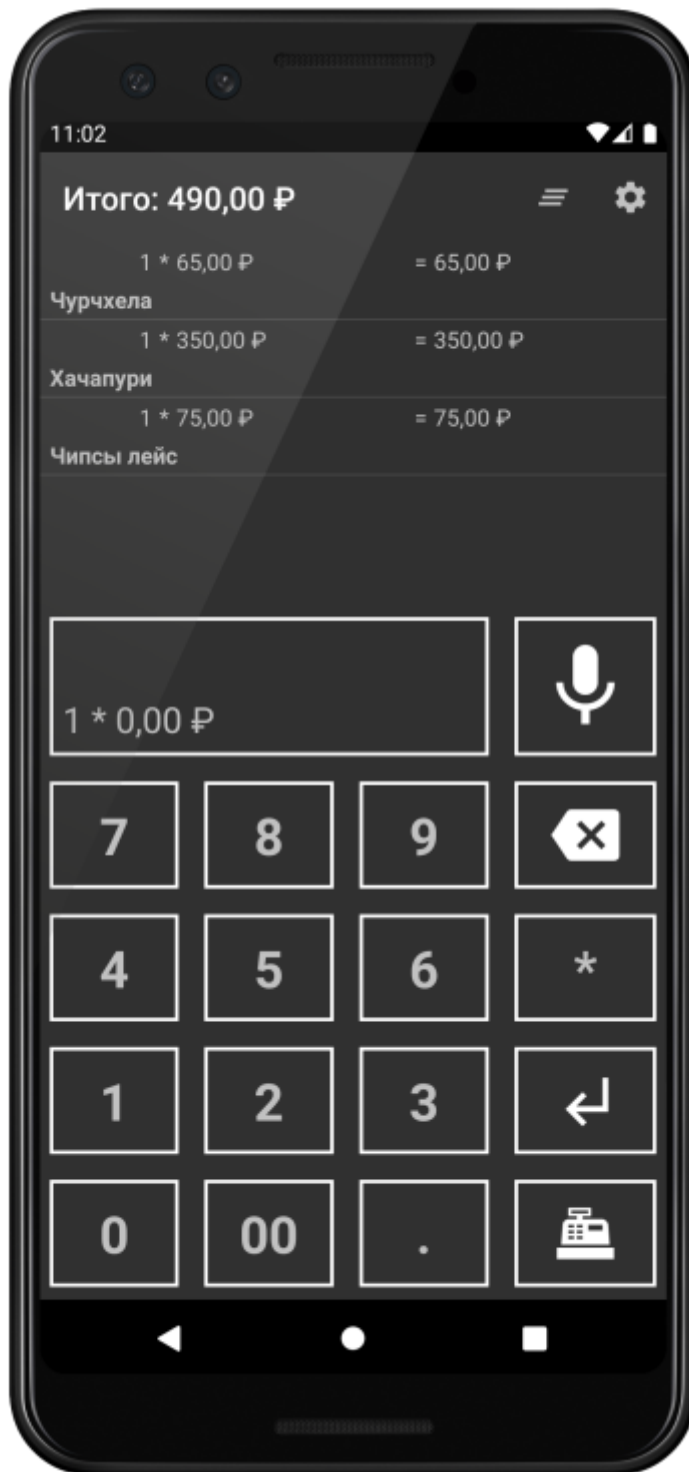 11:02
Итого: 490,00 ₽
1 * 65,00 ₽ = 65,00 ₽
Чурчхела
1 * 350,00 ₽ = 350,00 ₽
Хачапури
1 * 75,00 ₽ = 75,00 ₽
Чипсы лейс
1 * 0,00 ₽
7 8 9
4 5 6 *
1 2 3
0 00 .